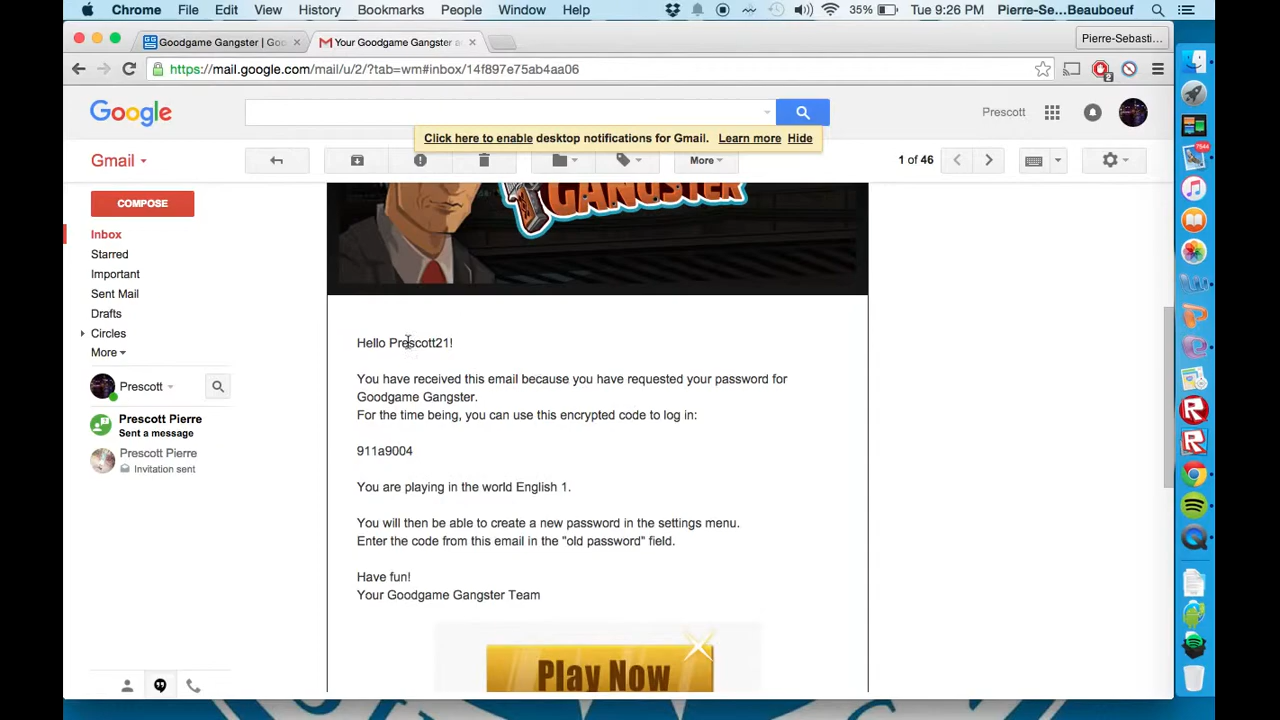 Chrome File Edit View History Bookmarks People Window Help 35% Tue 9:26 PM Pierre-Se...Beauboeuf
Goodgame Gangster | Goo Your Goodgame Gangster a Pierre-Sebasti...
https://mail.google.com/mail/u/2/?tab=wm#inbox/14f897e75ab4aa06
Google Prescott
Click here to enable desktop notifications for Gmail. Learn more Hide
Gmail More 1 of 46
GANGSTER
COMPOSE
Inbox
Starred
Important
Sent Mail
Drafts
Circles
More
Prescott
Prescott Pierre
Sent a message
Prescott Pierre
Invitation sent
Hello Prescott21!
You have received this email because you have requested your password for
Goodgame Gangster.
For the time being, you can use this encrypted code to log in:
911a9004
You are playing in the world English 1.
You will then be able to create a new password in the settings menu.
Enter the code from this email in the "old password" field.
Have fun!
Your Goodgame Gangster Team
Play Now